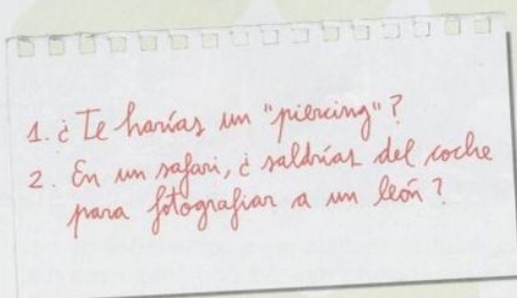 1. ¿Te harías un "piercing"?
2. En un safari, ¿saldrías del coche
para fotografiar a un león?